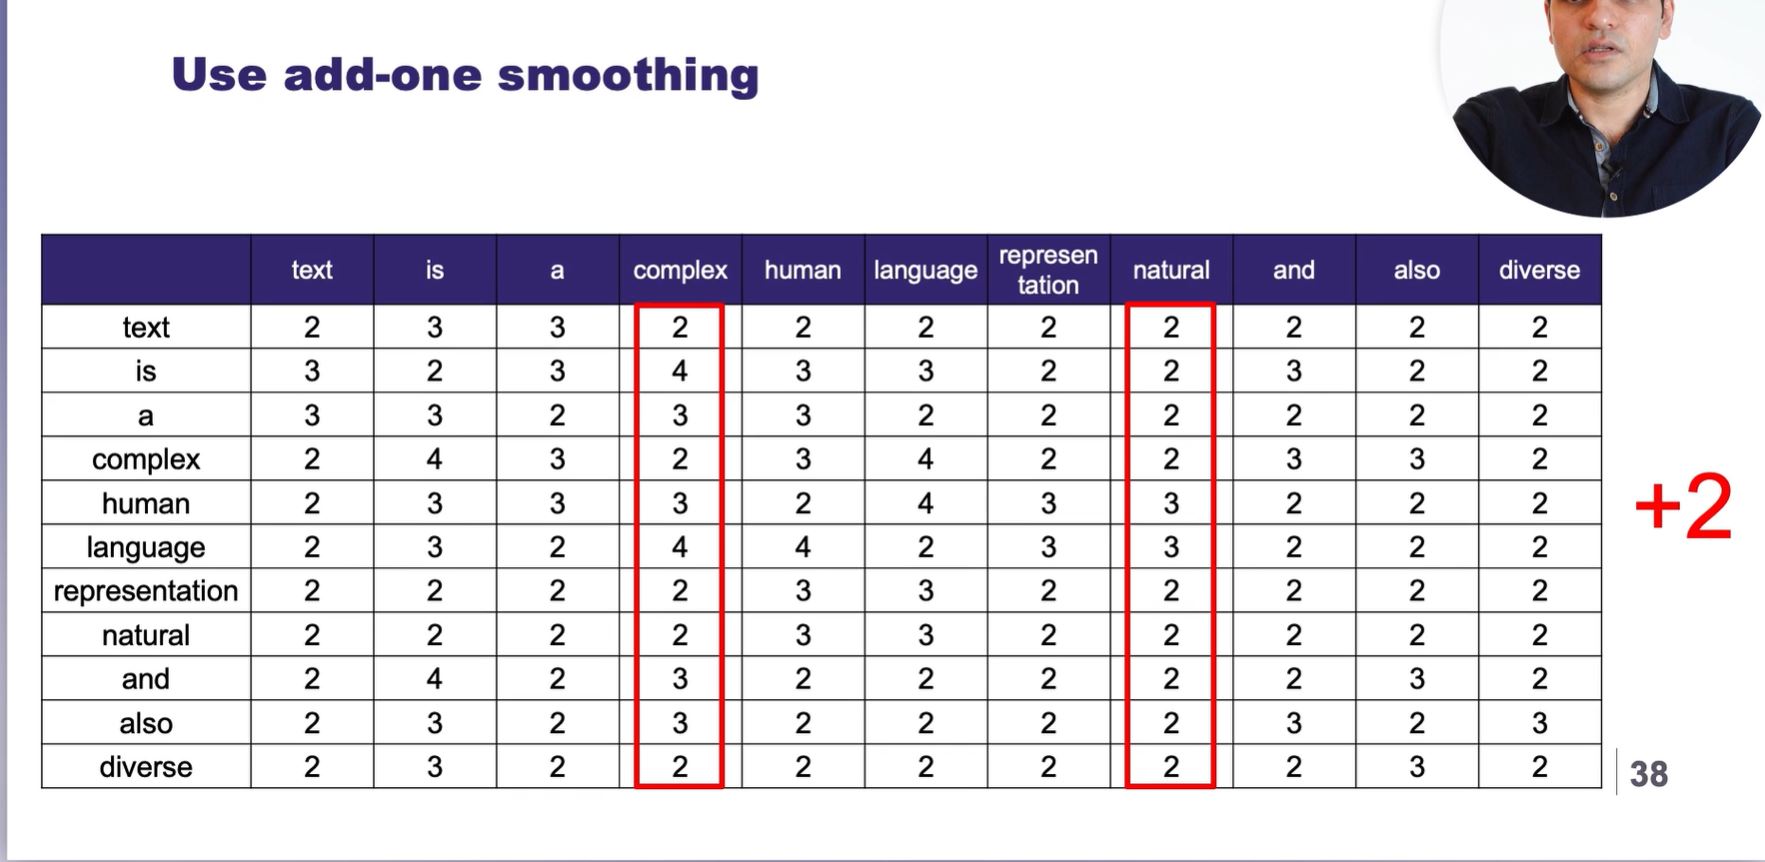 Use add-one smoothing
text is a complex human language represen tation natural and also diverse
text 2 3 3 2 2 2 2 2 2 2 2
is 3 2 3 4 3 3 2 2 3 2 2
a 3 3 2 3 3 2 2 2 2 2 2
complex 2 4 3 2 3 4 2 2 3 3 2
human 2 3 3 3 2 4 3 3 2 2 2
language 2 3 2 4 4 2 3 3 2 2 2
representation 2 2 2 2 3 3 2 2 2 2 2
natural 2 2 2 2 3 3 2 2 2 2 2
and 2 4 2 3 2 2 2 2 2 3 2
also 2 3 2 3 2 2 2 2 3 2 3
diverse 2 3 2 2 2 2 2 2 2 3 2
+2
38